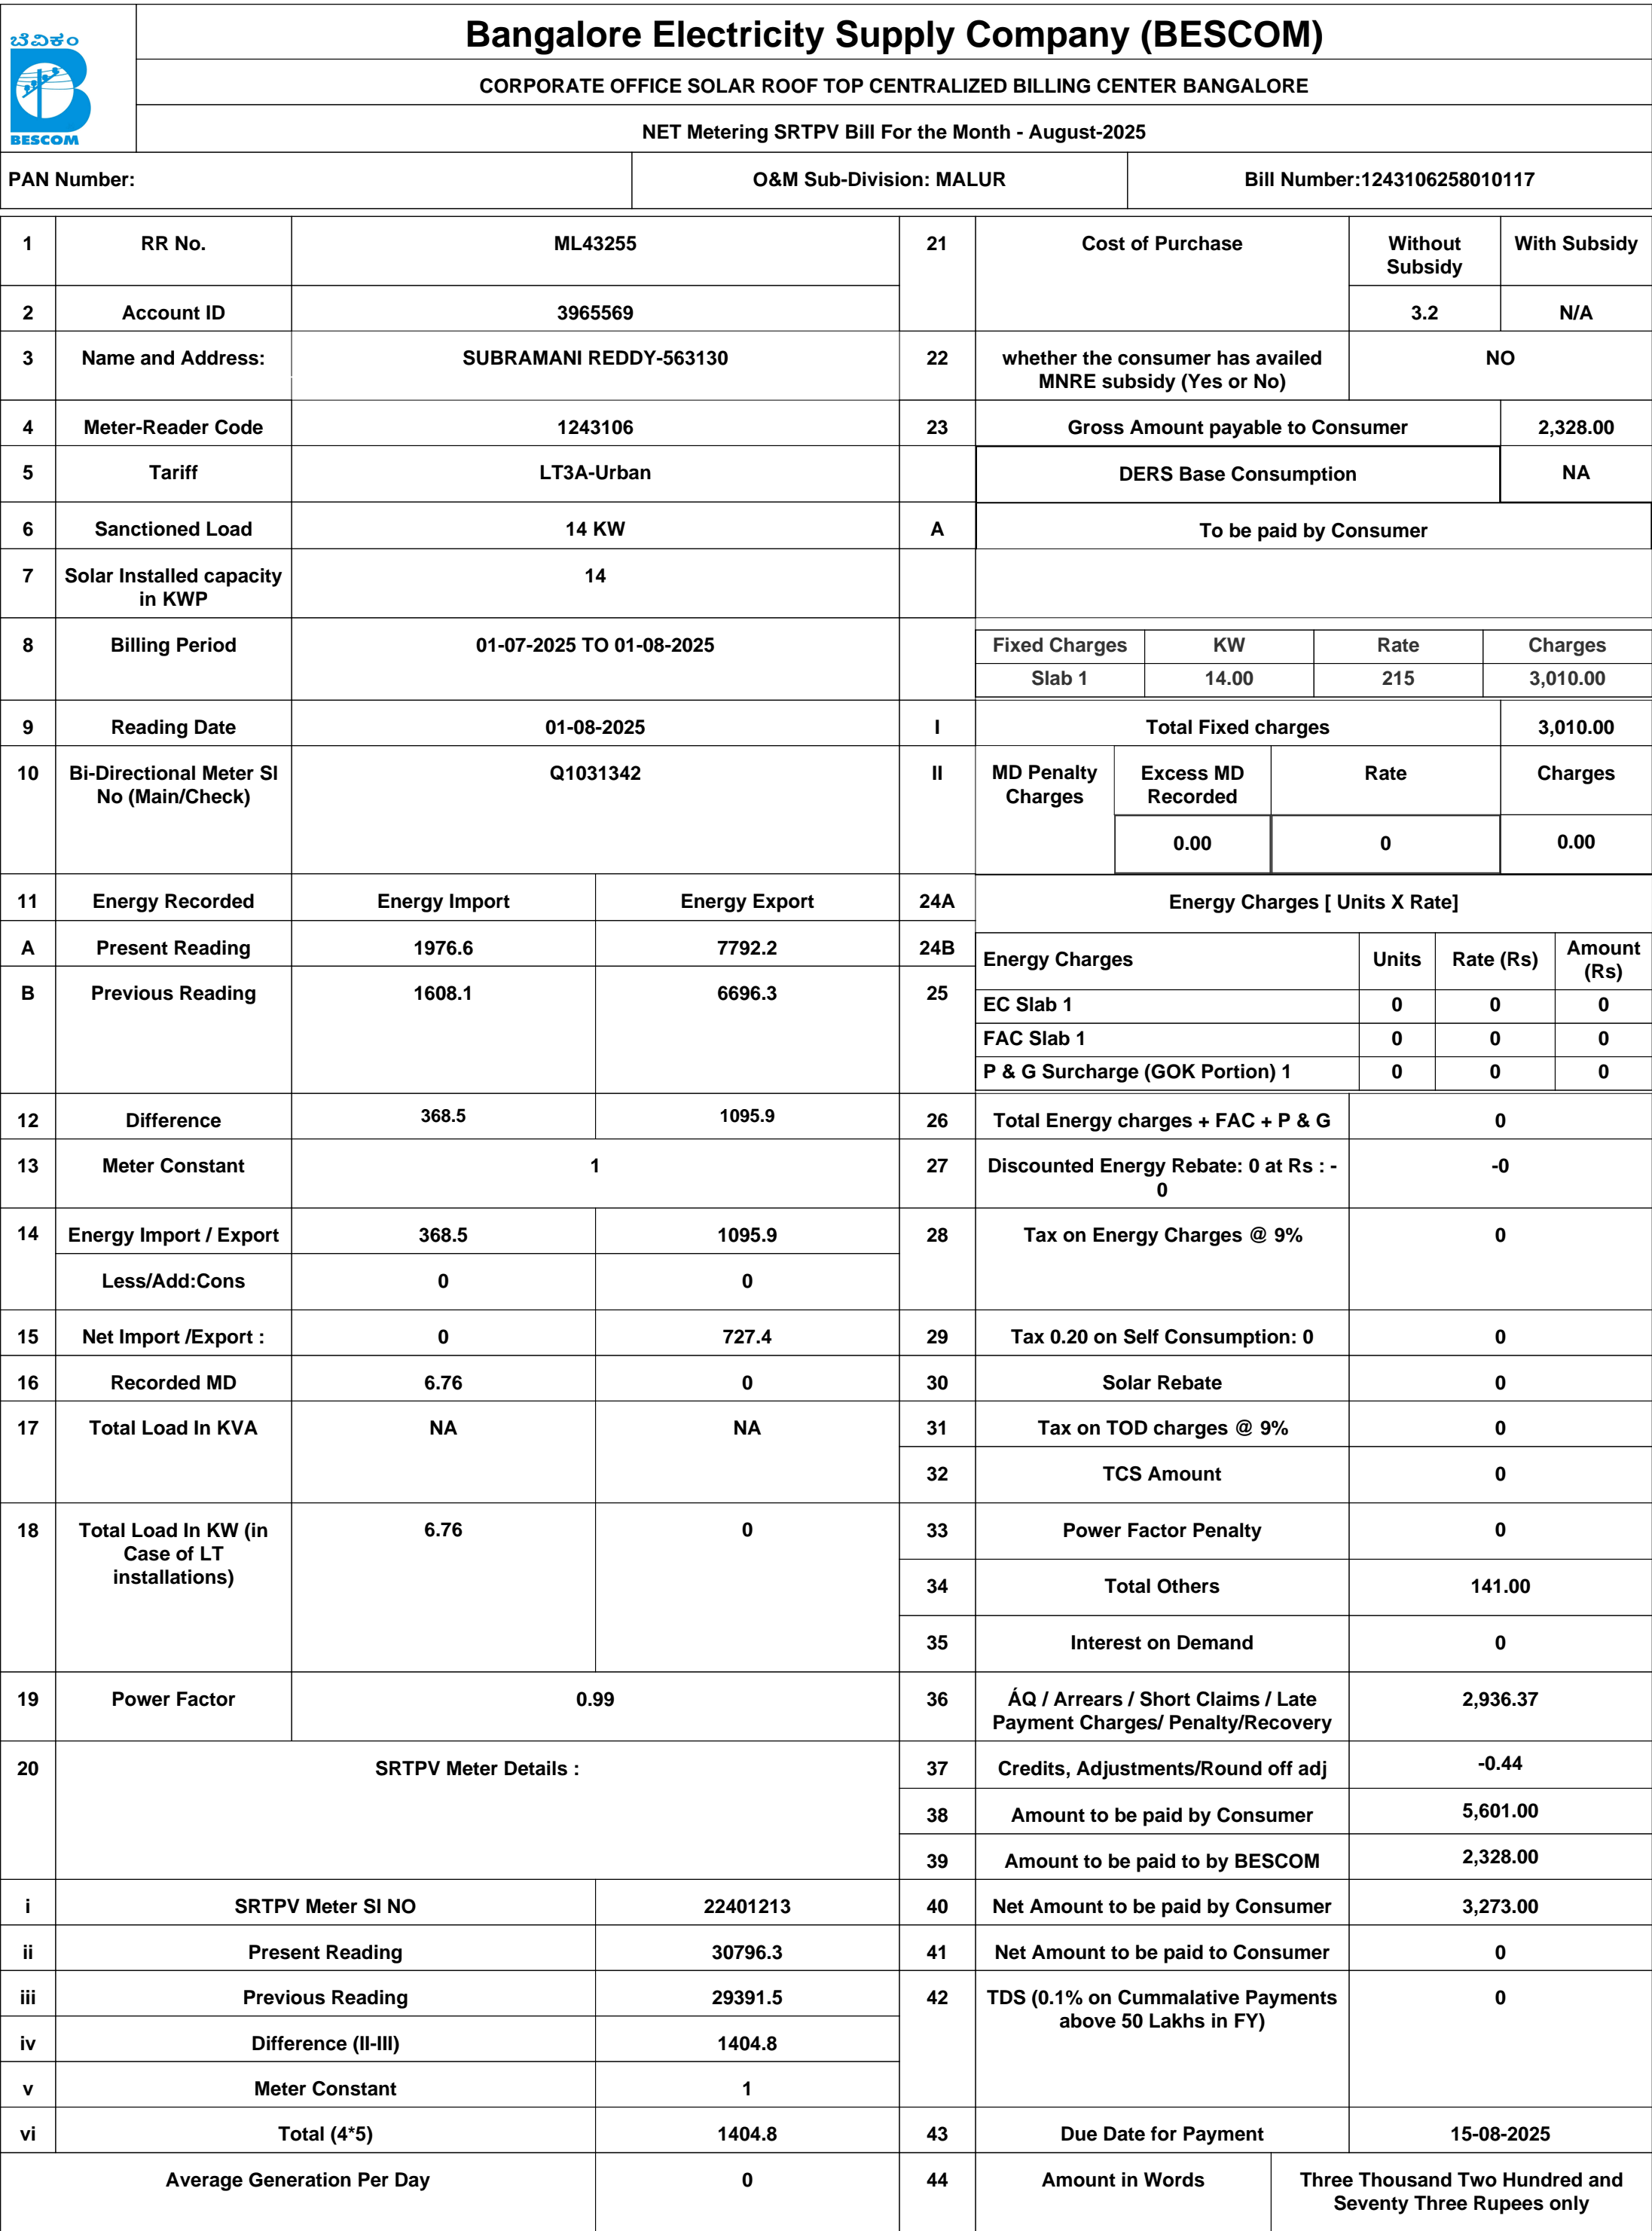 ಬೆವಿಕಂ
BESCOM
Bangalore Electricity Supply Company (BESCOM)
CORPORATE OFFICE SOLAR ROOF TOP CENTRALIZED BILLING CENTER BANGALORE
NET Metering SRTPV Bill For the Month - August-2025
PAN Number: O&M Sub-Division: MALUR Bill Number:1243106258010117
1 RR No. ML43255
2 Account ID 3965569
3 Name and Address: SUBRAMANI REDDY-563130
4 Meter-Reader Code 1243106
5 Tariff LT3A-Urban
6 Sanctioned Load 14 KW
7 Solar Installed capacity
in KWP 14
8 Billing Period 01-07-2025 TO 01-08-2025
9 Reading Date 01-08-2025
10 Bi-Directional Meter Sl
No (Main/Check) Q1031342
11 Energy Recorded Energy Import Energy Export
A Present Reading 1976.6 7792.2
B Previous Reading 1608.1 6696.3
12 Difference 368.5 1095.9
13 Meter Constant 1
14 Energy Import / Export 368.5 1095.9
Less/Add:Cons 0 0
15 Net Import /Export : 0 727.4
16 Recorded MD 6.76 0
17 Total Load In KVA NA NA
18 Total Load In KW (in
Case of LT
installations) 6.76 0
19 Power Factor 0.99
20 SRTPV Meter Details :
i SRTPV Meter Sl NO 22401213
ii Present Reading 30796.3
iii Previous Reading 29391.5
iv Difference (II-III) 1404.8
v Meter Constant 1
vi Total (4*5) 1404.8
Average Generation Per Day 0
21 Cost of Purchase Without
Subsidy With Subsidy
3.2 N/A
22 whether the consumer has availed
MNRE subsidy (Yes or No) NO
23 Gross Amount payable to Consumer 2,328.00
DERS Base Consumption NA
A To be paid by Consumer
Fixed Charges KW Rate Charges
Slab 1 14.00 215 3,010.00
I Total Fixed charges 3,010.00
II MD Penalty
Charges Excess MD
Recorded Rate Charges
0.00 0 0.00
24A Energy Charges [ Units X Rate]
24B Energy Charges Units Rate (Rs) Amount
(Rs)
25 EC Slab 1 0 0 0
FAC Slab 1 0 0 0
P & G Surcharge (GOK Portion) 1 0 0 0
26 Total Energy charges + FAC + P & G 0
27 Discounted Energy Rebate: 0 at Rs : -
0 -0
28 Tax on Energy Charges @ 9% 0
29 Tax 0.20 on Self Consumption: 0 0
30 Solar Rebate 0
31 Tax on TOD charges @ 9% 0
32 TCS Amount 0
33 Power Factor Penalty 0
34 Total Others 141.00
35 Interest on Demand 0
36 ÁQ / Arrears / Short Claims / Late
Payment Charges/ Penalty/Recovery 2,936.37
37 Credits, Adjustments/Round off adj -0.44
38 Amount to be paid by Consumer 5,601.00
39 Amount to be paid to by BESCOM 2,328.00
40 Net Amount to be paid by Consumer 3,273.00
41 Net Amount to be paid to Consumer 0
42 TDS (0.1% on Cummalative Payments
above 50 Lakhs in FY) 0
43 Due Date for Payment 15-08-2025
44 Amount in Words Three Thousand Two Hundred and
Seventy Three Rupees only